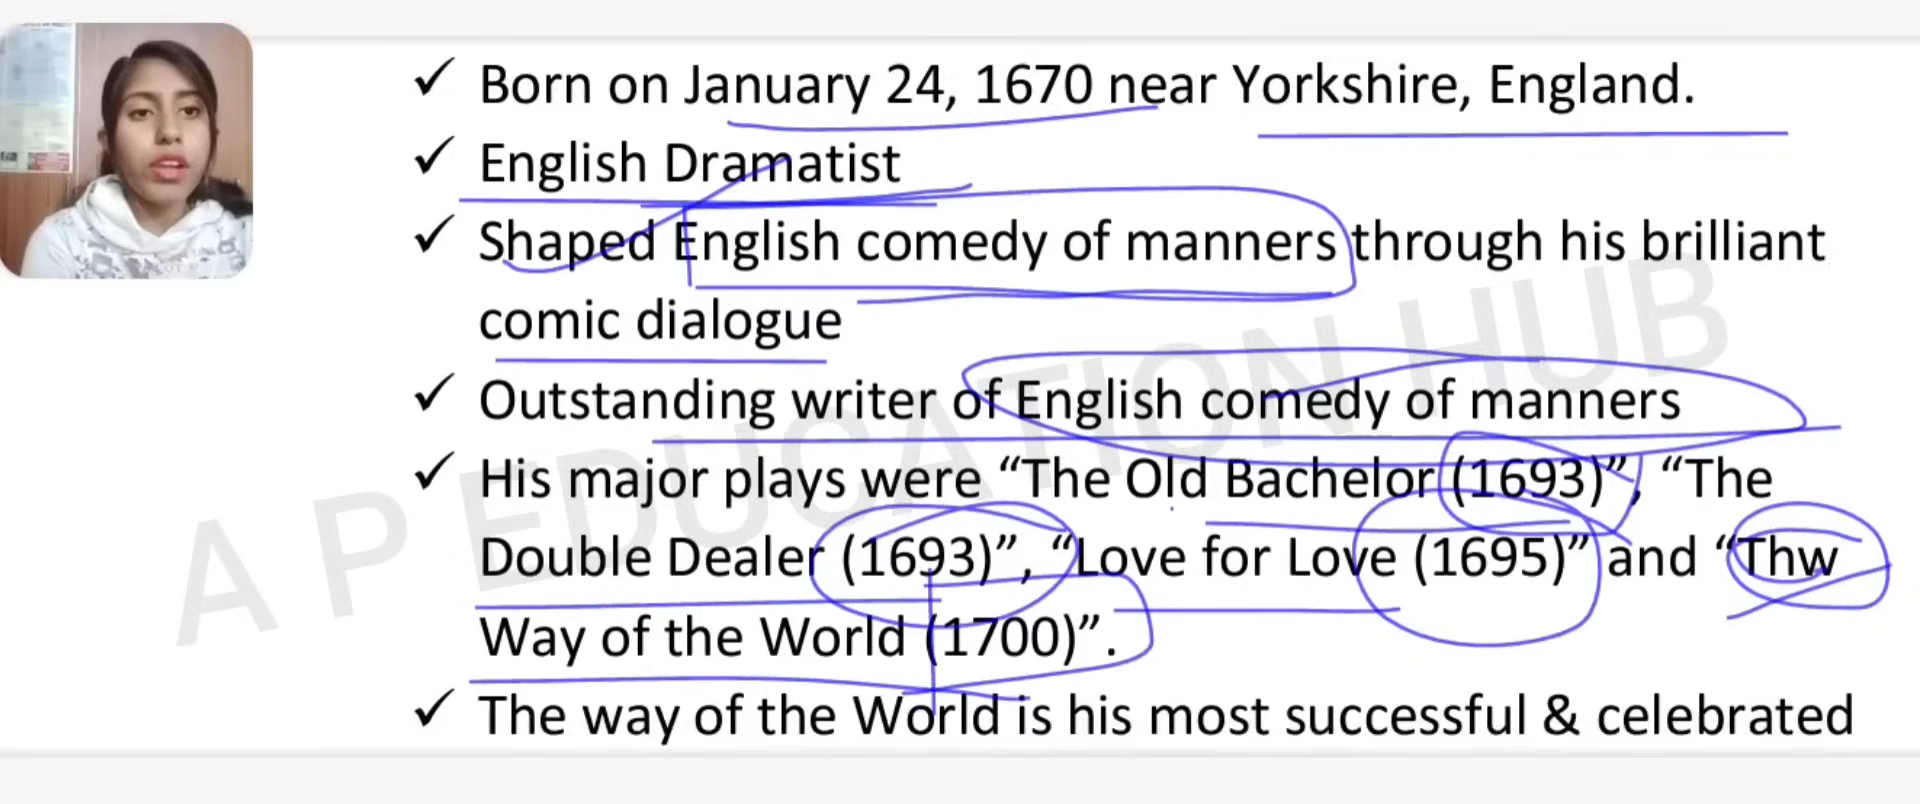 ✓ Born on January 24, 1670 near Yorkshire, England.
✓ English Dramatist
✓ Shaped English comedy of manners through his brilliant
comic dialogue
✓ Outstanding writer of English comedy of manners
✓ His major plays were “The Old Bachelor (1693)”, “The
Double Dealer (1693)”, “Love for Love (1695)” and “Thw
Way of the World (1700)”.
✓ The way of the World is his most successful & celebrated
A P EDUCATION HUB